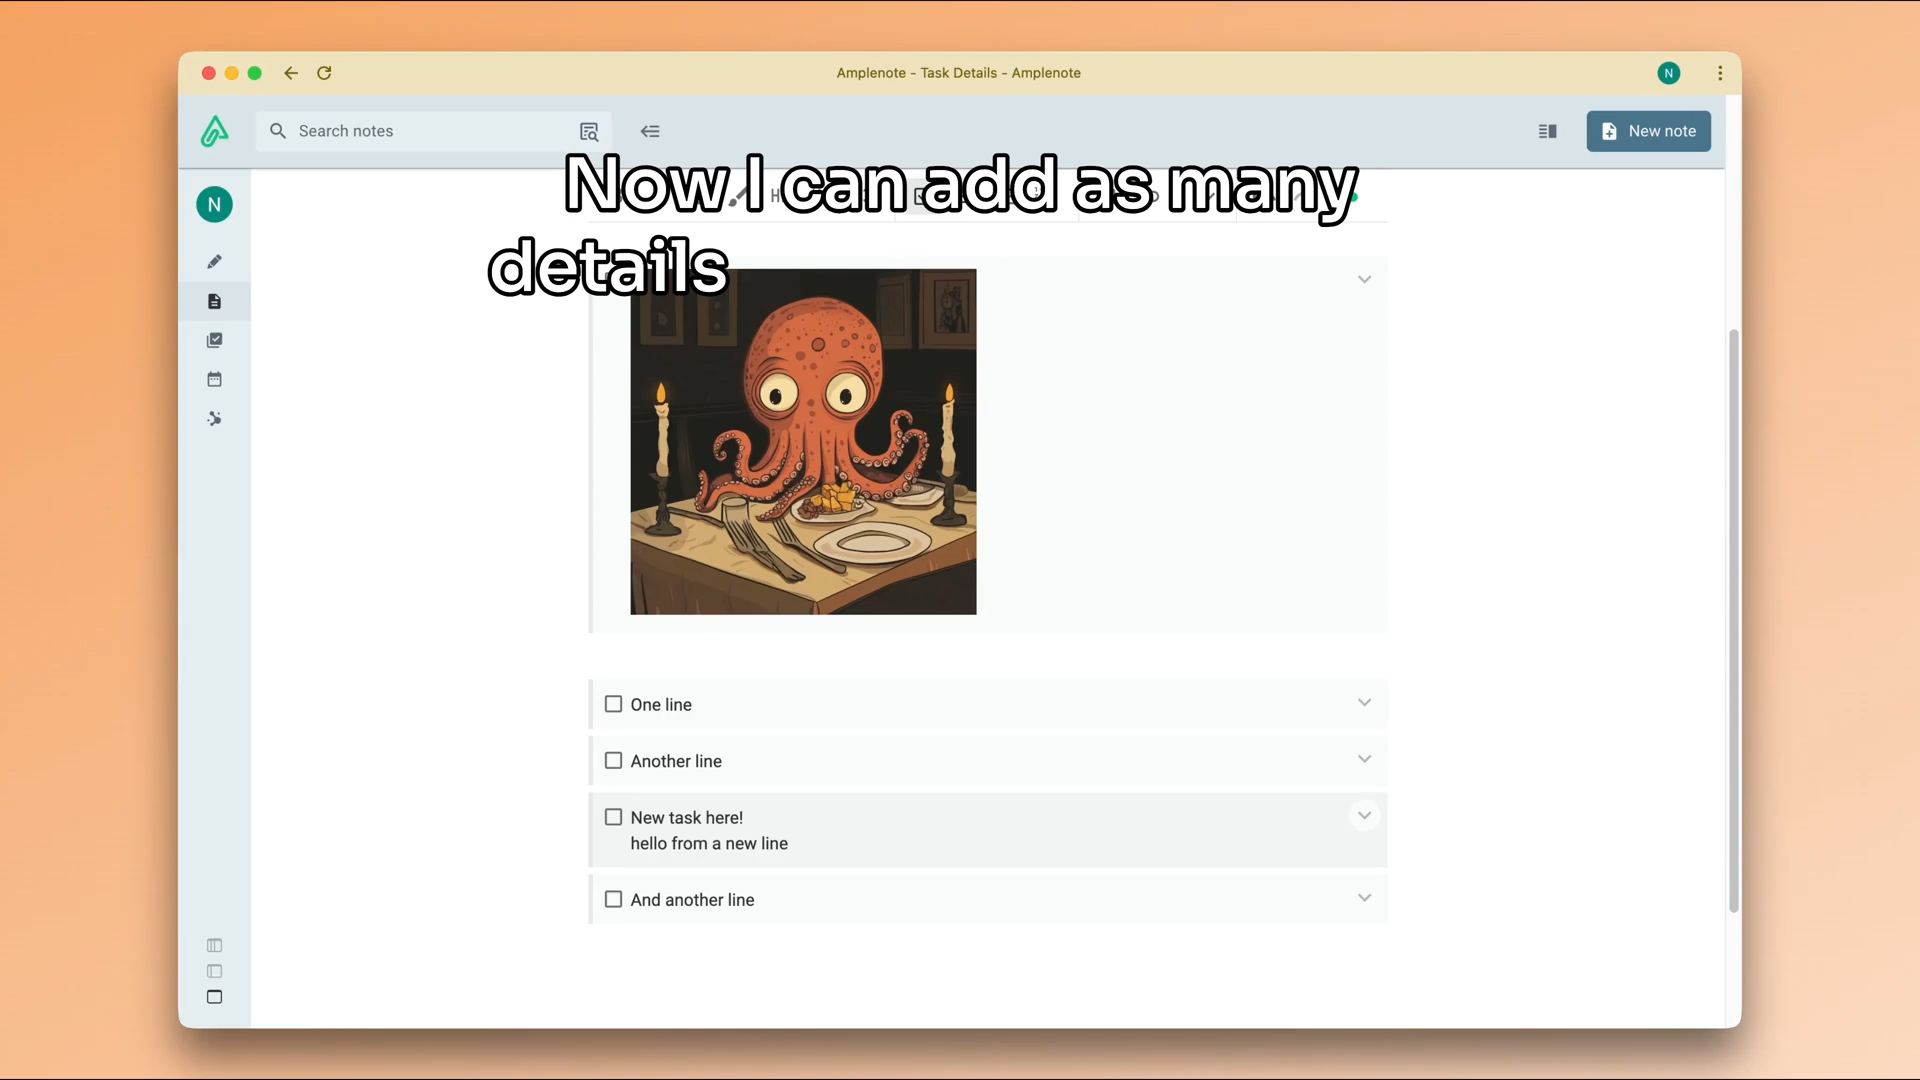 Amplenote - Task Details - Amplenote
N
Search notes
New note
N
Now I can add as many
details
One line
Another line
New task here!
hello from a new line
And another line